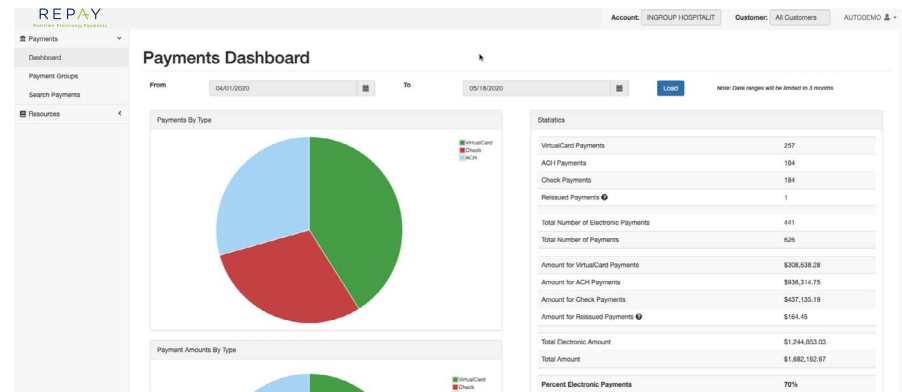 REPAY
Realtime Electronic Payments
Account: INGROUP HOSPITALIT Customer: All Customers AUTODEMO
Payments
Dashboard
Payment Groups
Search Payments
Resources
Payments Dashboard
From 04/01/2020 To 05/18/2020 Load Note: Date ranges will be limited to 3 months
Payments By Type
VirtualCard
Check
ACH
Statistics
VirtualCard Payments 257
ACH Payments 184
Check Payments 184
Reissued Payments 1
Total Number of Electronic Payments 441
Total Number of Payments 626
Amount for VirtualCard Payments $308,538.28
Amount for ACH Payments $936,314.75
Amount for Check Payments $437,135.19
Amount for Reissued Payments $164.45
Total Electronic Amount $1,244,853.03
Total Amount $1,682,152.67
Percent Electronic Payments 70%
Payment Amounts By Type
VirtualCard
Check